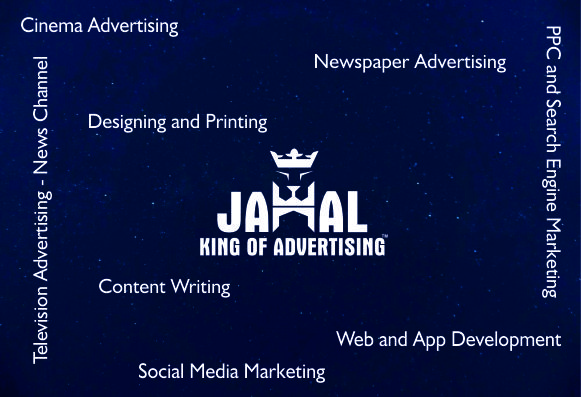 Cinema Advertising
Newspaper Advertising
PPC and Search Engine Marketing
Television Advertising - News Channel
Designing and Printing
JAHAL
KING OF ADVERTISING™
Content Writing
Web and App Development
Social Media Marketing